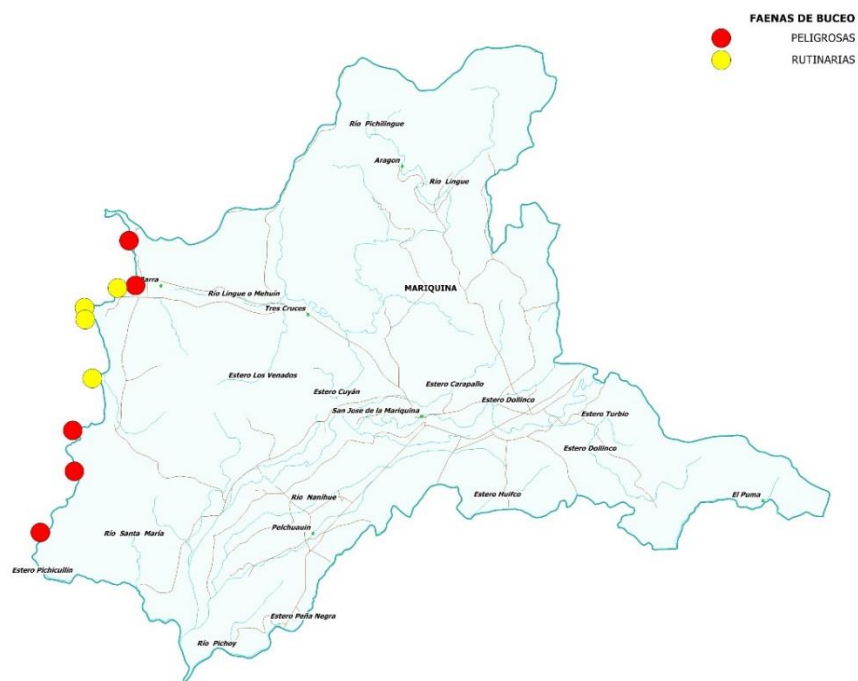 FAENAS DE BUCEO
PELIGROSAS
RUTINARIAS
Río Pichilingue
Aragon
Río Lingue
Río Lingue o Mehuín
MARIQUINA
Tres Cruces
Estero Los Venados
Estero Cuyán
Estero Carapallo
San Jose de la Mariquina
Estero Dollinco
Estero Turbio
Estero Dollinco
Estero Huifco
El Puma
Río Nanihue
Río Santa María
Pelchuauin
Estero Pichicullin
Estero Peña Negra
Río Pichoy